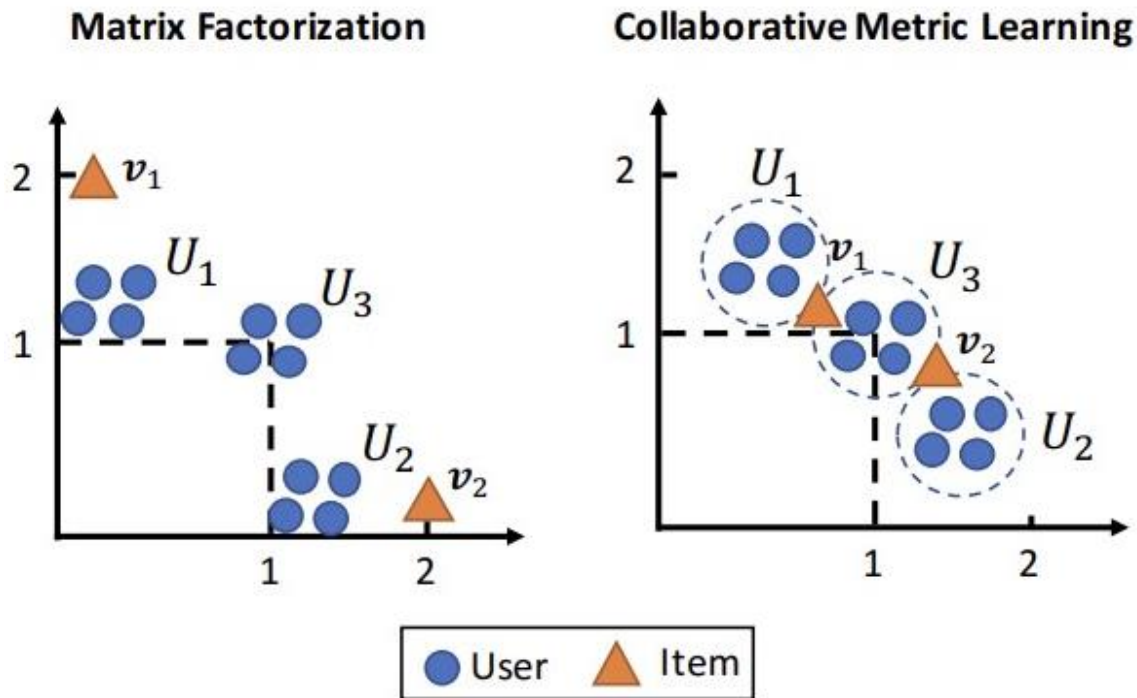 Matrix Factorization
2
v₁
U₁
U₃
1
U₂
v₂
1
2
Collaborative Metric Learning
2
U₁
v₁
U₃
1
v₂
U₂
1
2
User
Item